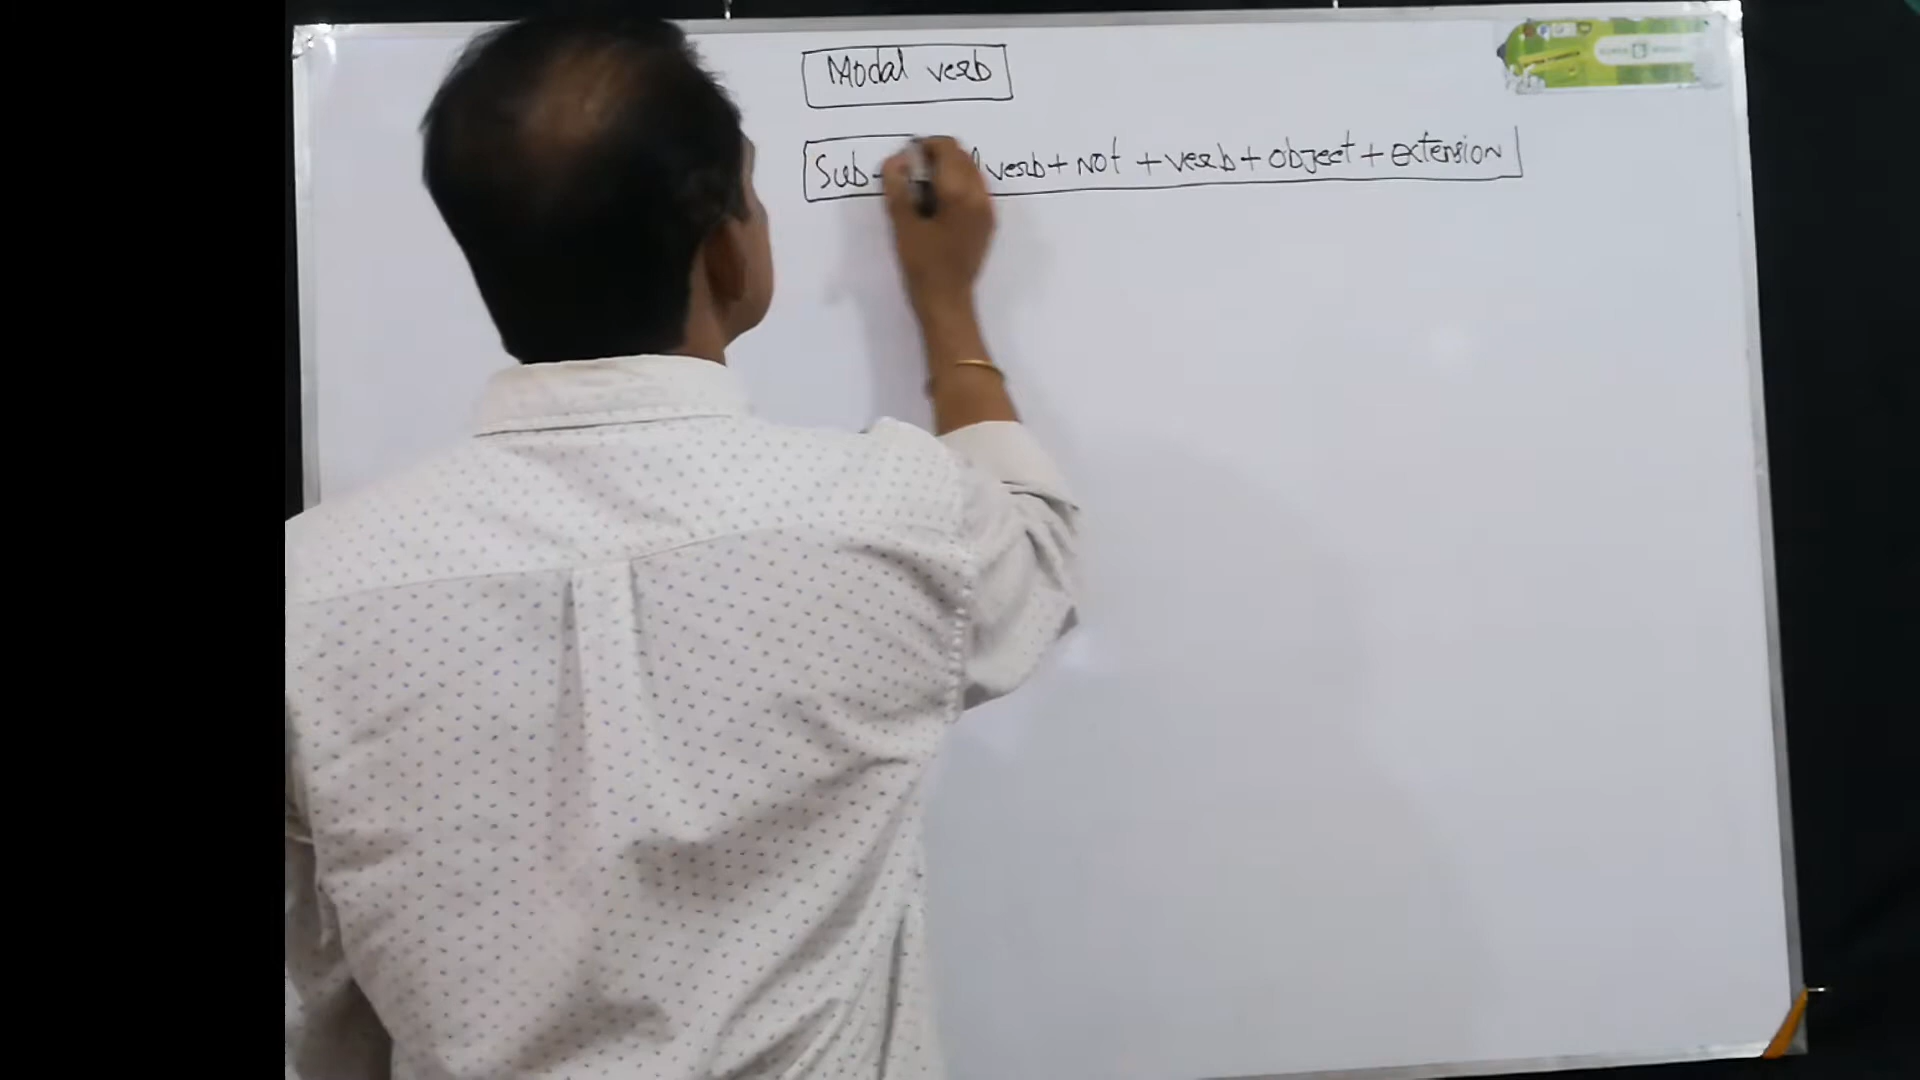 Modal verb
Sub+ verb + not + verb + object + extension